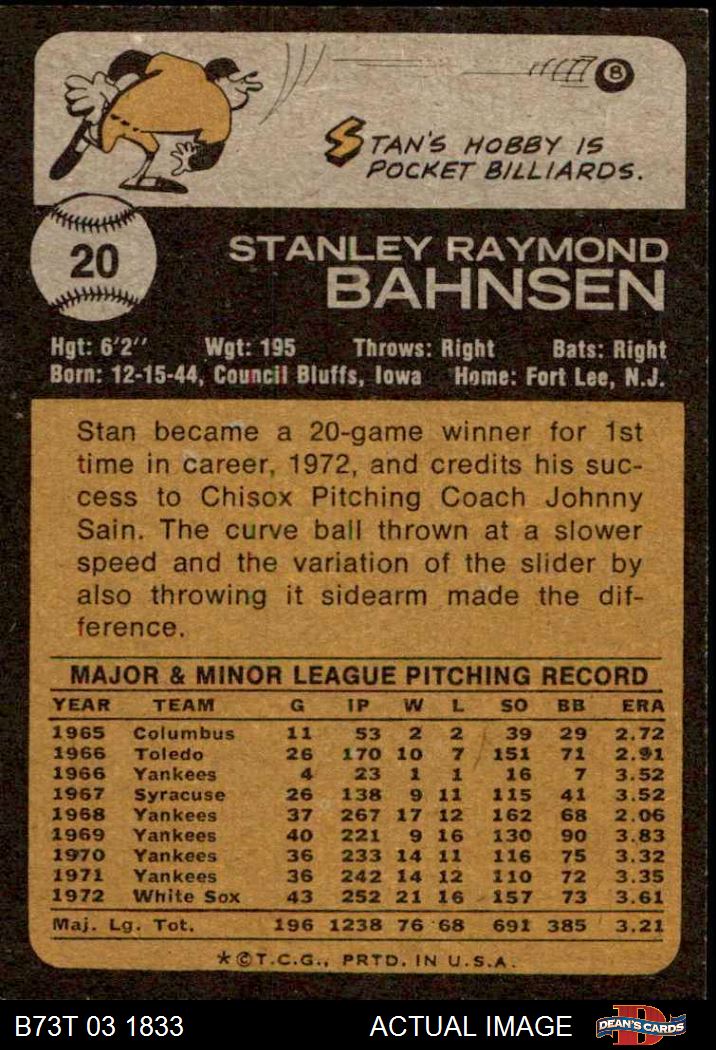 8
STAN'S HOBBY IS
POCKET BILLIARDS.
20
STANLEY RAYMOND
BAHNSEN
Hgt: 6'2" Wgt: 195 Throws: Right Bats: Right
Born: 12-15-44, Council Bluffs, Iowa Home: Fort Lee, N.J.
Stan became a 20-game winner for 1st
time in career, 1972, and credits his suc-
cess to Chisox Pitching Coach Johnny
Sain. The curve ball thrown at a slower
speed and the variation of the slider by
also throwing it sidearm made the dif-
ference.
MAJOR & MINOR LEAGUE PITCHING RECORD
YEAR TEAM G IP W L SO BB ERA
1965 Columbus 11 53 2 2 39 29 2.72
1966 Toledo 26 170 10 7 151 71 2.91
1966 Yankees 4 23 1 1 16 7 3.52
1967 Syracuse 26 138 9 11 115 41 3.52
1968 Yankees 37 267 17 12 162 68 2.06
1969 Yankees 40 221 9 16 130 90 3.83
1970 Yankees 36 233 14 11 116 75 3.32
1971 Yankees 36 242 14 12 110 72 3.35
1972 White Sox 43 252 21 16 157 73 3.61
Maj. Lg. Tot. 196 1238 76 68 691 385 3.21
*©T.C.G., PRTD. IN U.S.A.
B73T 03 1833 ACTUAL IMAGE D DEAN'S CARDS